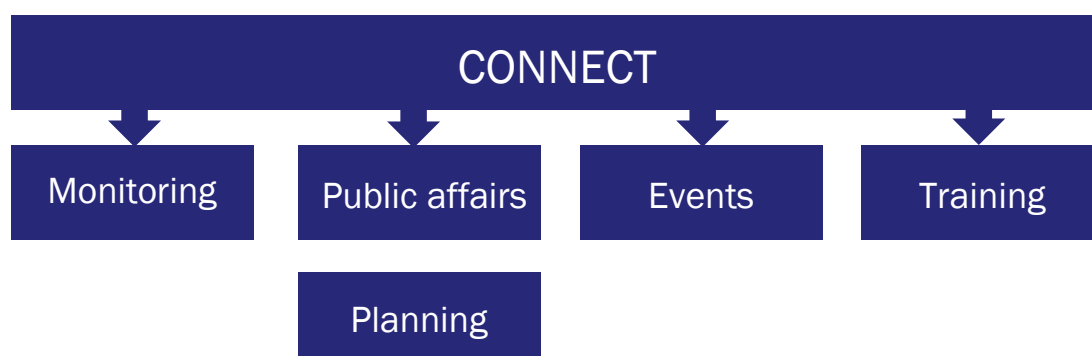 CONNECT
Monitoring
Public affairs
Events
Training
Planning